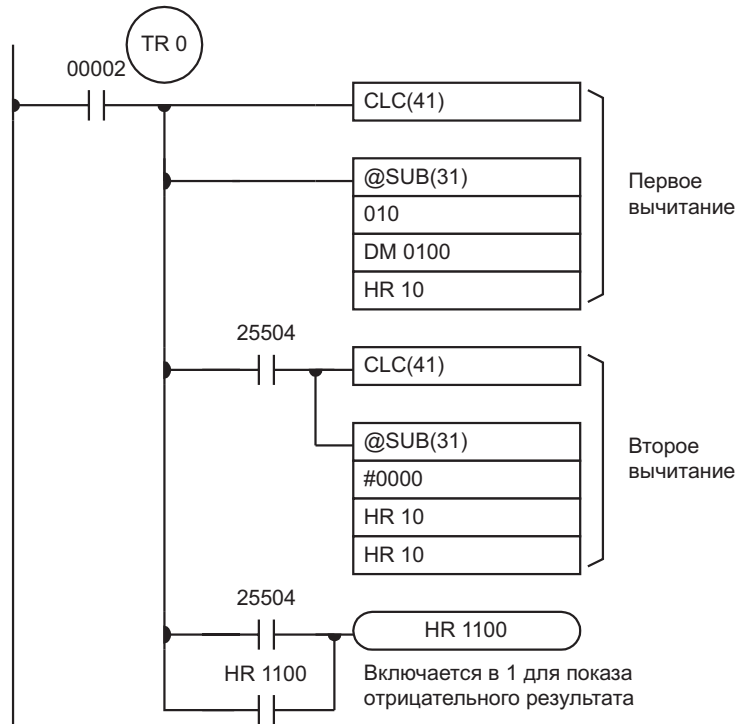 TR 0
00002
CLC(41)
@SUB(31)
010
DM 0100
HR 10
Первое
вычитание
25504
CLC(41)
@SUB(31)
#0000
HR 10
HR 10
Второе
вычитание
25504
HR 1100
HR 1100
Включается в 1 для показа
отрицательного результата